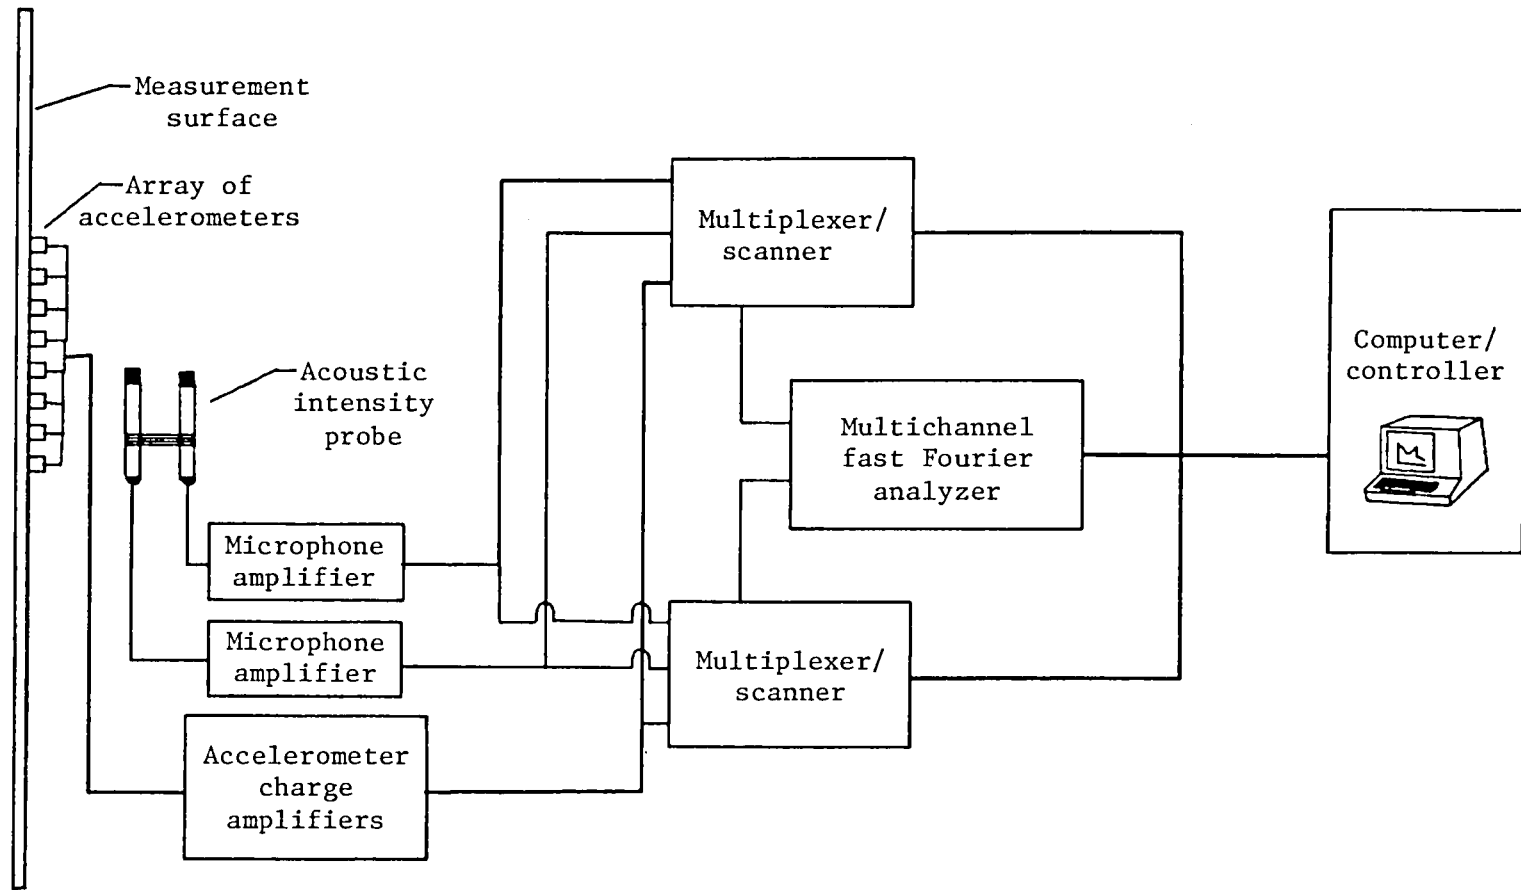 Measurement
surface
Array of
accelerometers
Acoustic
intensity
probe
Microphone
amplifier
Microphone
amplifier
Accelerometer
charge
amplifiers
Multiplexer/
scanner
Multichannel
fast Fourier
analyzer
Multiplexer/
scanner
Computer/
controller